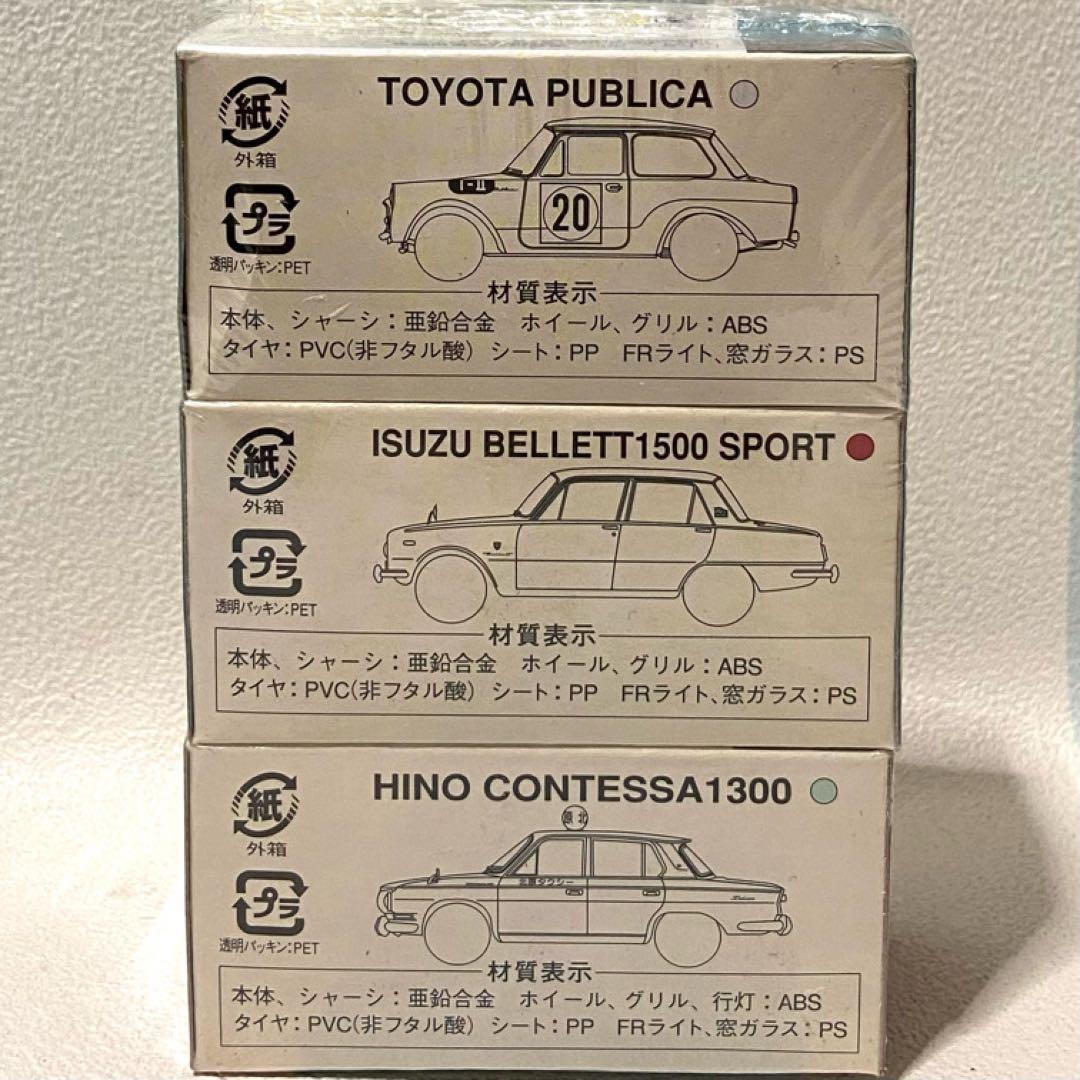 TOYOTA PUBLICA
紙
外箱
プラ
透明パッキン:PET
I-II
20
材質表示
本体、シャーシ:亜鉛合金 ホイール、グリル:ABS
タイヤ:PVC(非フタル酸) シート:PP FRライト、窓ガラス:PS
ISUZU BELLETT1500 SPORT
紙
外箱
プラ
透明パッキン:PET
材質表示
本体、シャーシ:亜鉛合金 ホイール、グリル:ABS
タイヤ:PVC(非フタル酸) シート:PP FRライト、窓ガラス:PS
HINO CONTESSA1300
紙
外箱
プラ
透明パッキン:PET
原北
北原タクシー
材質表示
本体、シャーシ:亜鉛合金 ホイール、グリル、行灯:ABS
タイヤ:PVC(非フタル酸) シート:PP FRライト、窓ガラス:PS